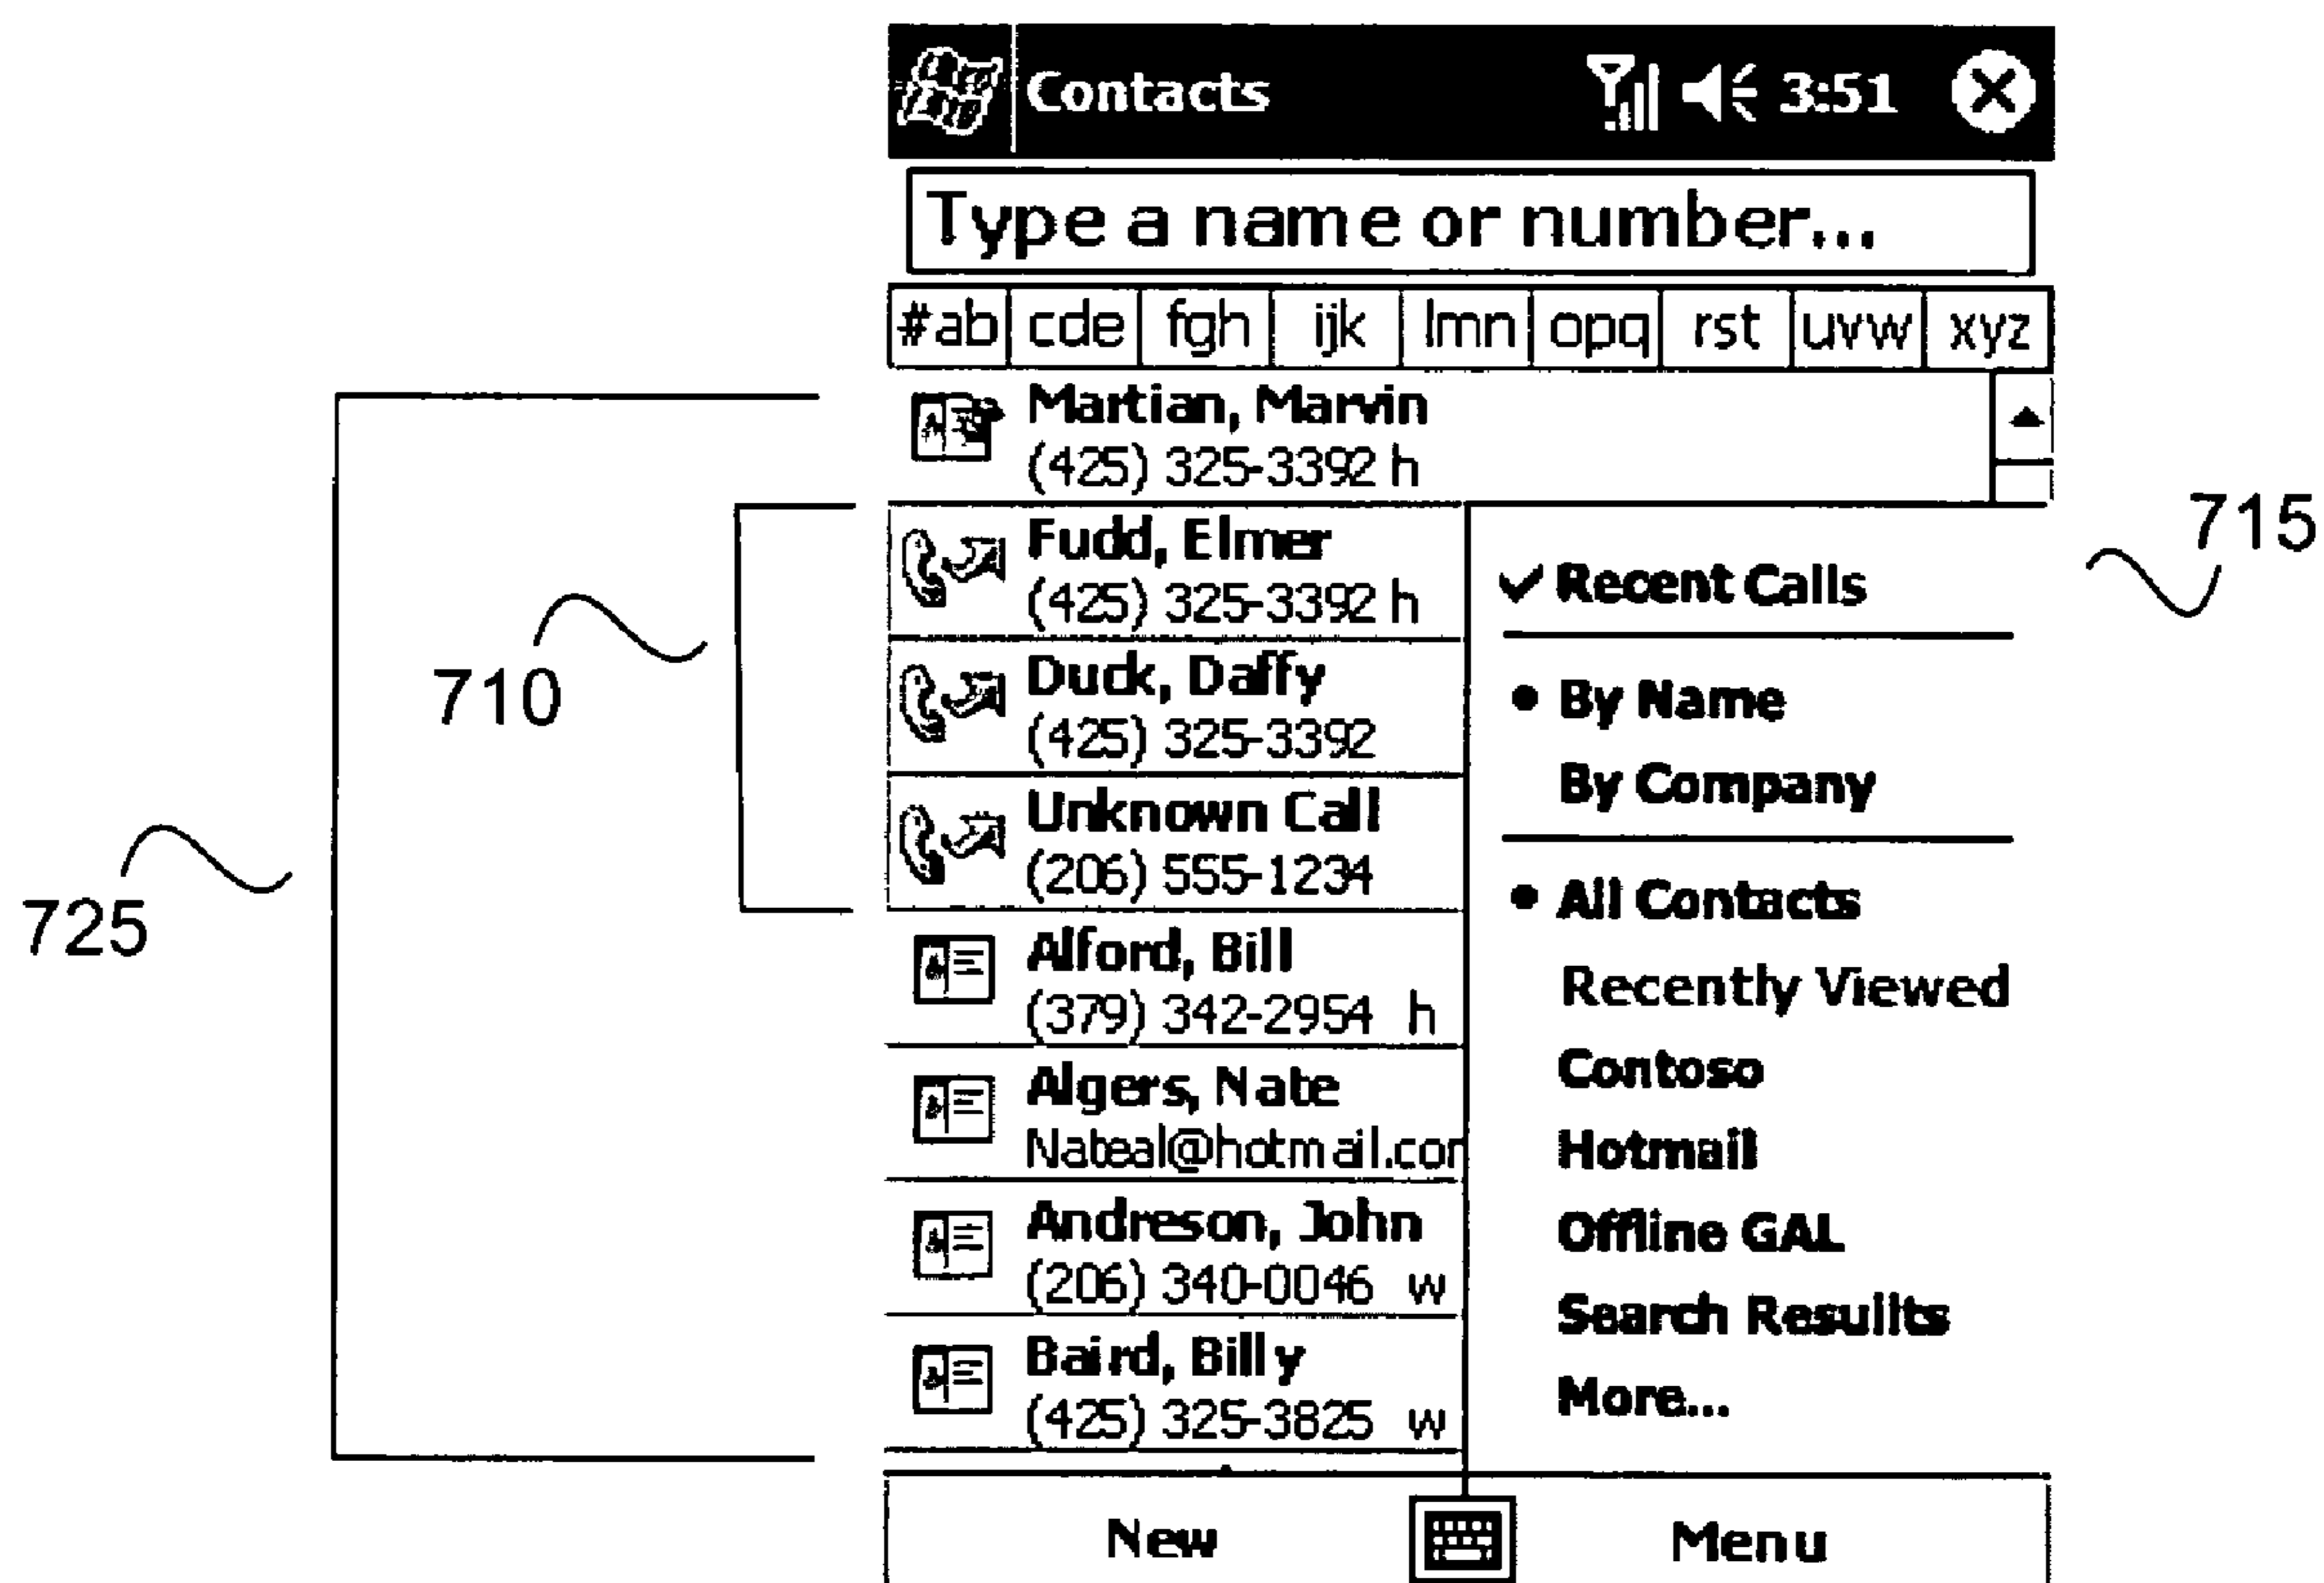 Contacts 3:51
Type a name or number...
#ab cde fgh ijk lmn opq rst uvw xyz
Martian, Marvin
(425) 325-3392 h
715
Fudd, Elmer
(425) 325-3392 h
710
Duck, Daffy
(425) 325-3392
Unknown Call
(206) 555-1234
725
Alford, Bill
(379) 342-2954 h
Algers, Nate
Nateal@hotmail.com
Andreson, John
(206) 340-0046 w
Baird, Billy
(425) 325-3825 w
Recent Calls
By Name
By Company
All Contacts
Recently Viewed
Contoso
Hotmail
Offline GAL
Search Results
More...
New Menu